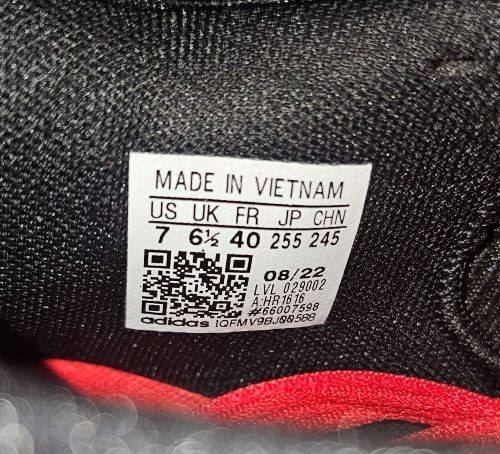 MADE IN VIETNAM
US UK FR JP CHN
7 6½ 40 255 245
08/22
LVL 029002
A:HR1616
#66007598
adidas 1QFMV9BJ00588